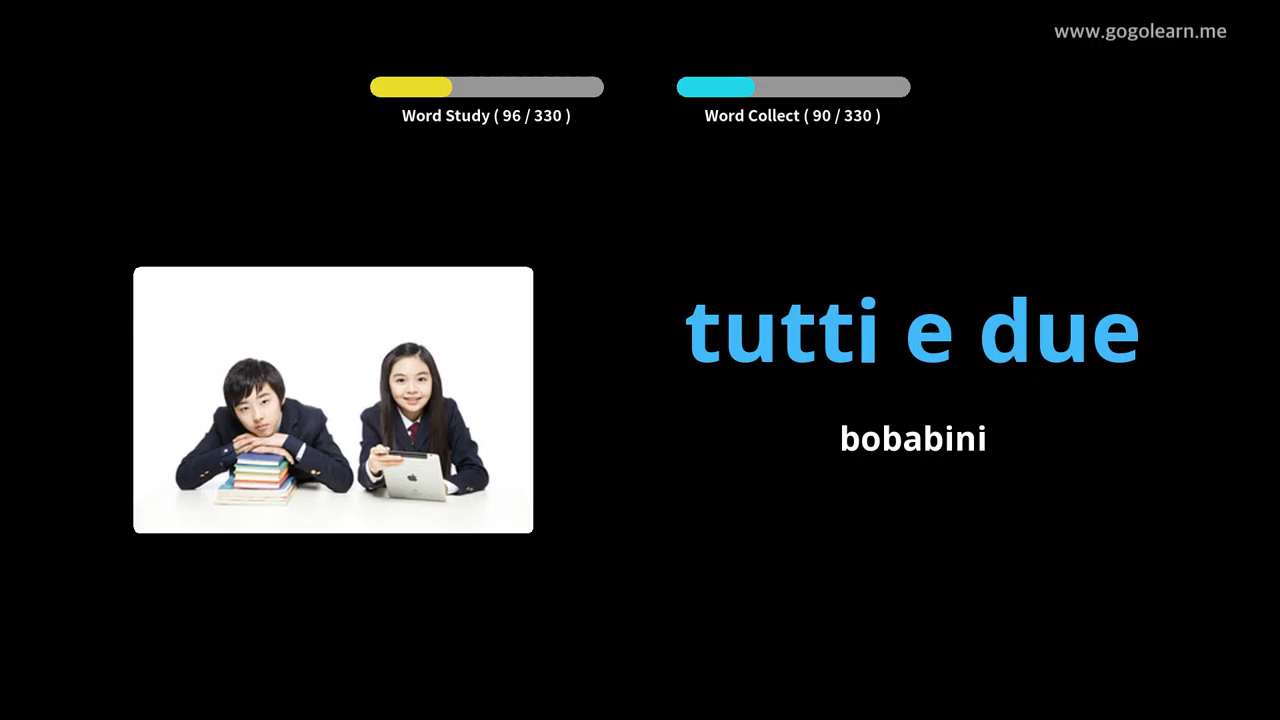 www.gogolearn.me
Word Study ( 96 / 330 )
Word Collect ( 90 / 330 )
tutti e due
bobabini